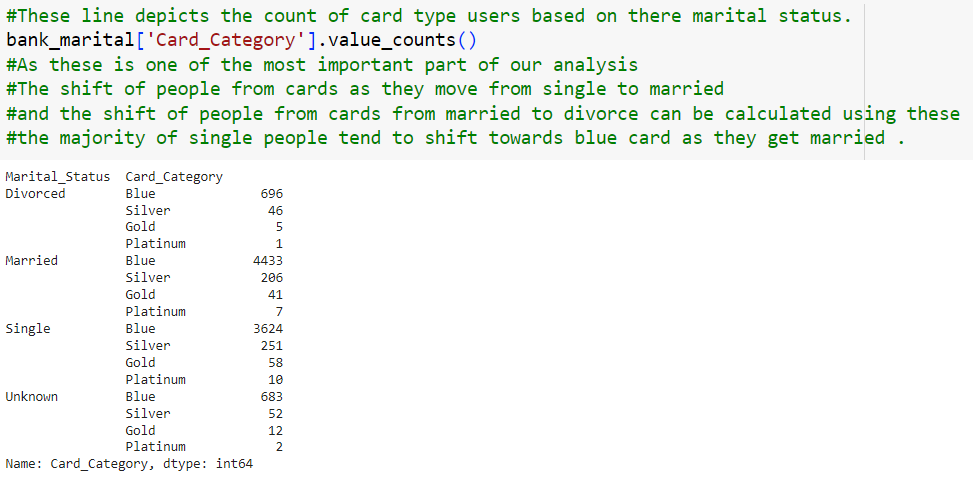 #These line depicts the count of card type users based on there marital status.
bank_marital['Card_Category'].value_counts()
#As these is one of the most important part of our analysis
#The shift of people from cards as they move from single to married
#and the shift of people from cards from married to divorce can be calculated using these
#the majority of single people tend to shift towards blue card as they get married .
Marital_Status  Card_Category
Divorced        Blue              696
                Silver             46
                Gold                5
                Platinum            1
Married         Blue             4433
                Silver            206
                Gold               41
                Platinum            7
Single          Blue             3624
                Silver            251
                Gold               58
                Platinum           10
Unknown         Blue              683
                Silver             52
                Gold               12
                Platinum            2
Name: Card_Category, dtype: int64